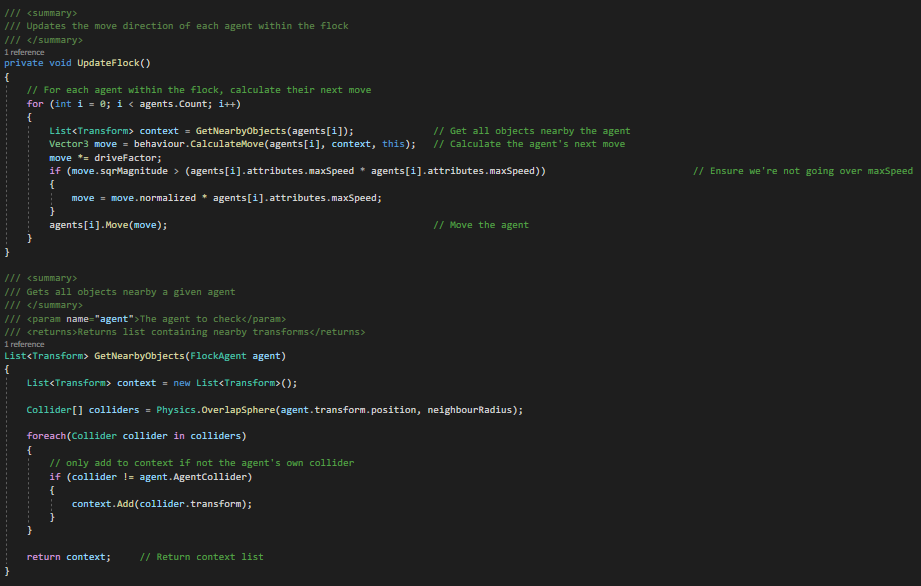 /// <summary>
/// Updates the move direction of each agent within the flock
/// </summary>
1 reference
private void UpdateFlock()
{
// For each agent within the flock, calculate their next move
for (int i = 0; i < agents.Count; i++)
{
List<Transform> context = GetNearbyObjects(agents[i]); // Get all objects nearby the agent
Vector3 move = behaviour.CalculateMove(agents[i], context, this); // Calculate the agent's next move
move *= driveFactor;
if (move.sqrMagnitude > (agents[i].attributes.maxSpeed * agents[i].attributes.maxSpeed)) // Ensure we're not going over maxSpeed
{
move = move.normalized * agents[i].attributes.maxSpeed;
}
agents[i].Move(move); // Move the agent
}
}
/// <summary>
/// Gets all objects nearby a given agent
/// </summary>
/// <param name="agent">The agent to check</param>
/// <returns>Returns list containing nearby transforms</returns>
1 reference
List<Transform> GetNearbyObjects(FlockAgent agent)
{
List<Transform> context = new List<Transform>();
Collider[] colliders = Physics.OverlapSphere(agent.transform.position, neighbourRadius);
foreach(Collider collider in colliders)
{
// only add to context if not the agent's own collider
if (collider != agent.AgentCollider)
{
context.Add(collider.transform);
}
}
return context; // Return context list
}